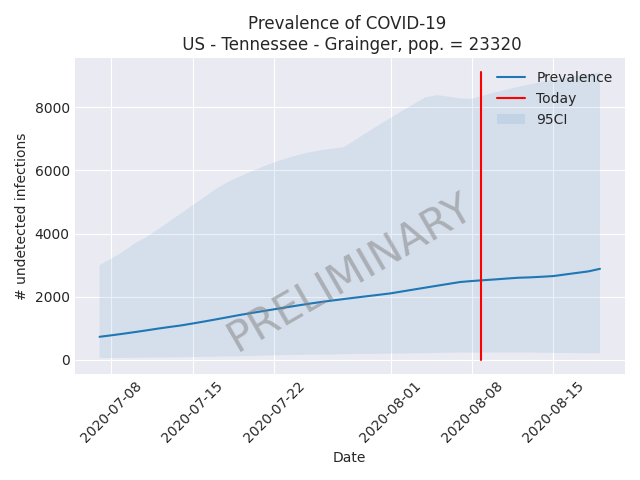 Prevalence of COVID-19
US - Tennessee - Grainger, pop. = 23320
Prevalence
Today
95CI
# undetected infections
8000
6000
4000
2000
0
PRELIMINARY
2020-07-08
2020-07-15
2020-07-22
2020-08-01
2020-08-08
2020-08-15
Date